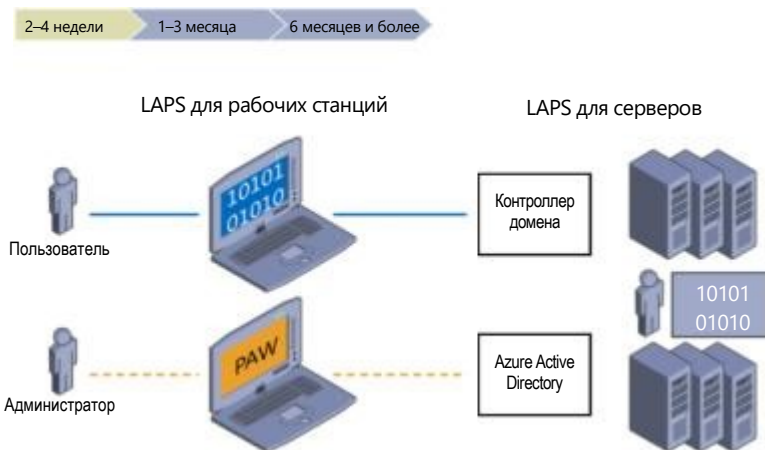 2–4 недели
1–3 месяца
6 месяцев и более
LAPS для рабочих станций
LAPS для серверов
10101
01010
Контроллер
домена
Пользователь
10101
01010
PAW
Azure Active
Directory
Администратор